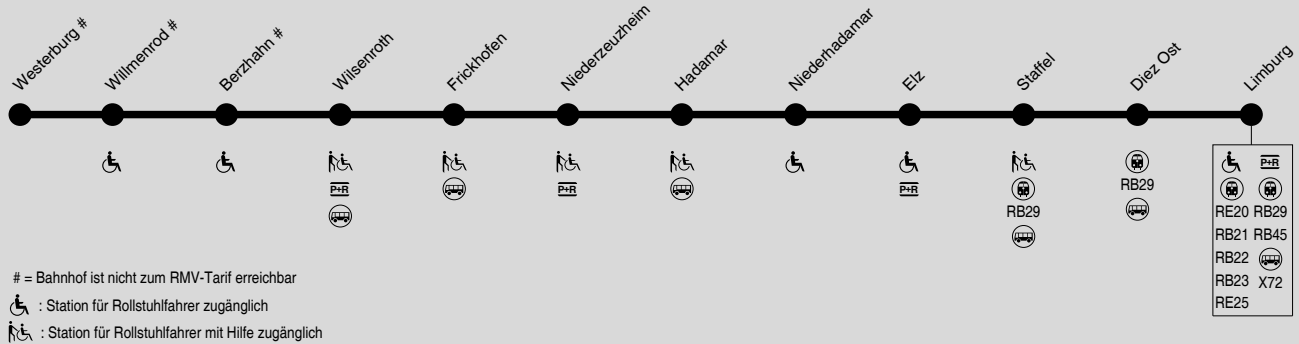 Westerburg #
Willmenrod #
Berzhahn #
Wilsenroth
Frickhofen
Niederzeuzheim
Hadamar
Niederhadamar
Elz
Staffel
Diez Ost
Limburg
P+R
P+R
P+R
RB29
RB29
P+R
RE20 RB29
RB21 RB45
RB22
RB23 X72
RE25
# = Bahnhof ist nicht zum RMV-Tarif erreichbar
: Station für Rollstuhlfahrer zugänglich
: Station für Rollstuhlfahrer mit Hilfe zugänglich